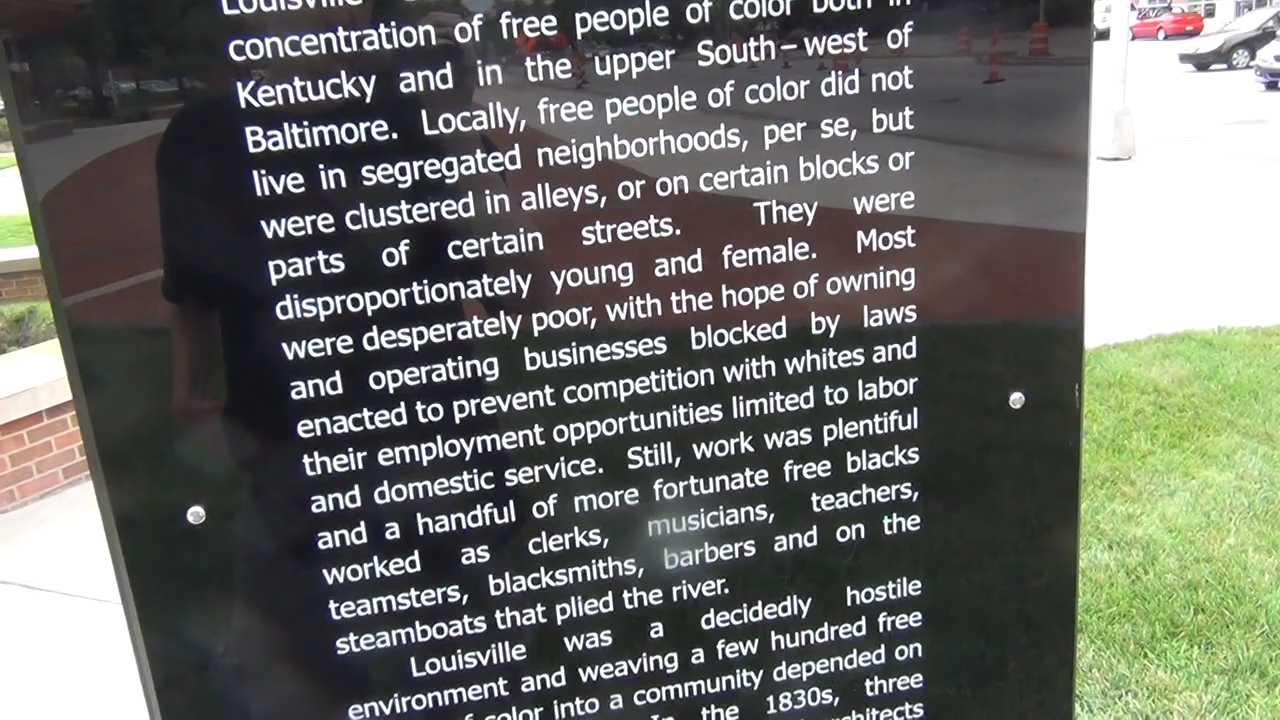 Louisville
concentration of free people of color both in
Kentucky and in the upper South-west of
Baltimore. Locally, free people of color did not
live in segregated neighborhoods, per se, but
were clustered in alleys, or on certain blocks or
parts of certain streets. They were
disproportionately young and female. Most
were desperately poor, with the hope of owning
and operating businesses blocked by laws
enacted to prevent competition with whites and
their employment opportunities limited to labor
and domestic service. Still, work was plentiful
and a handful of more fortunate free blacks
worked as clerks, musicians, teachers,
teamsters, blacksmiths, barbers and on the
steamboats that plied the river.
Louisville was a decidedly hostile
environment and weaving a few hundred free
color into a community depended on
In the 1830s, three